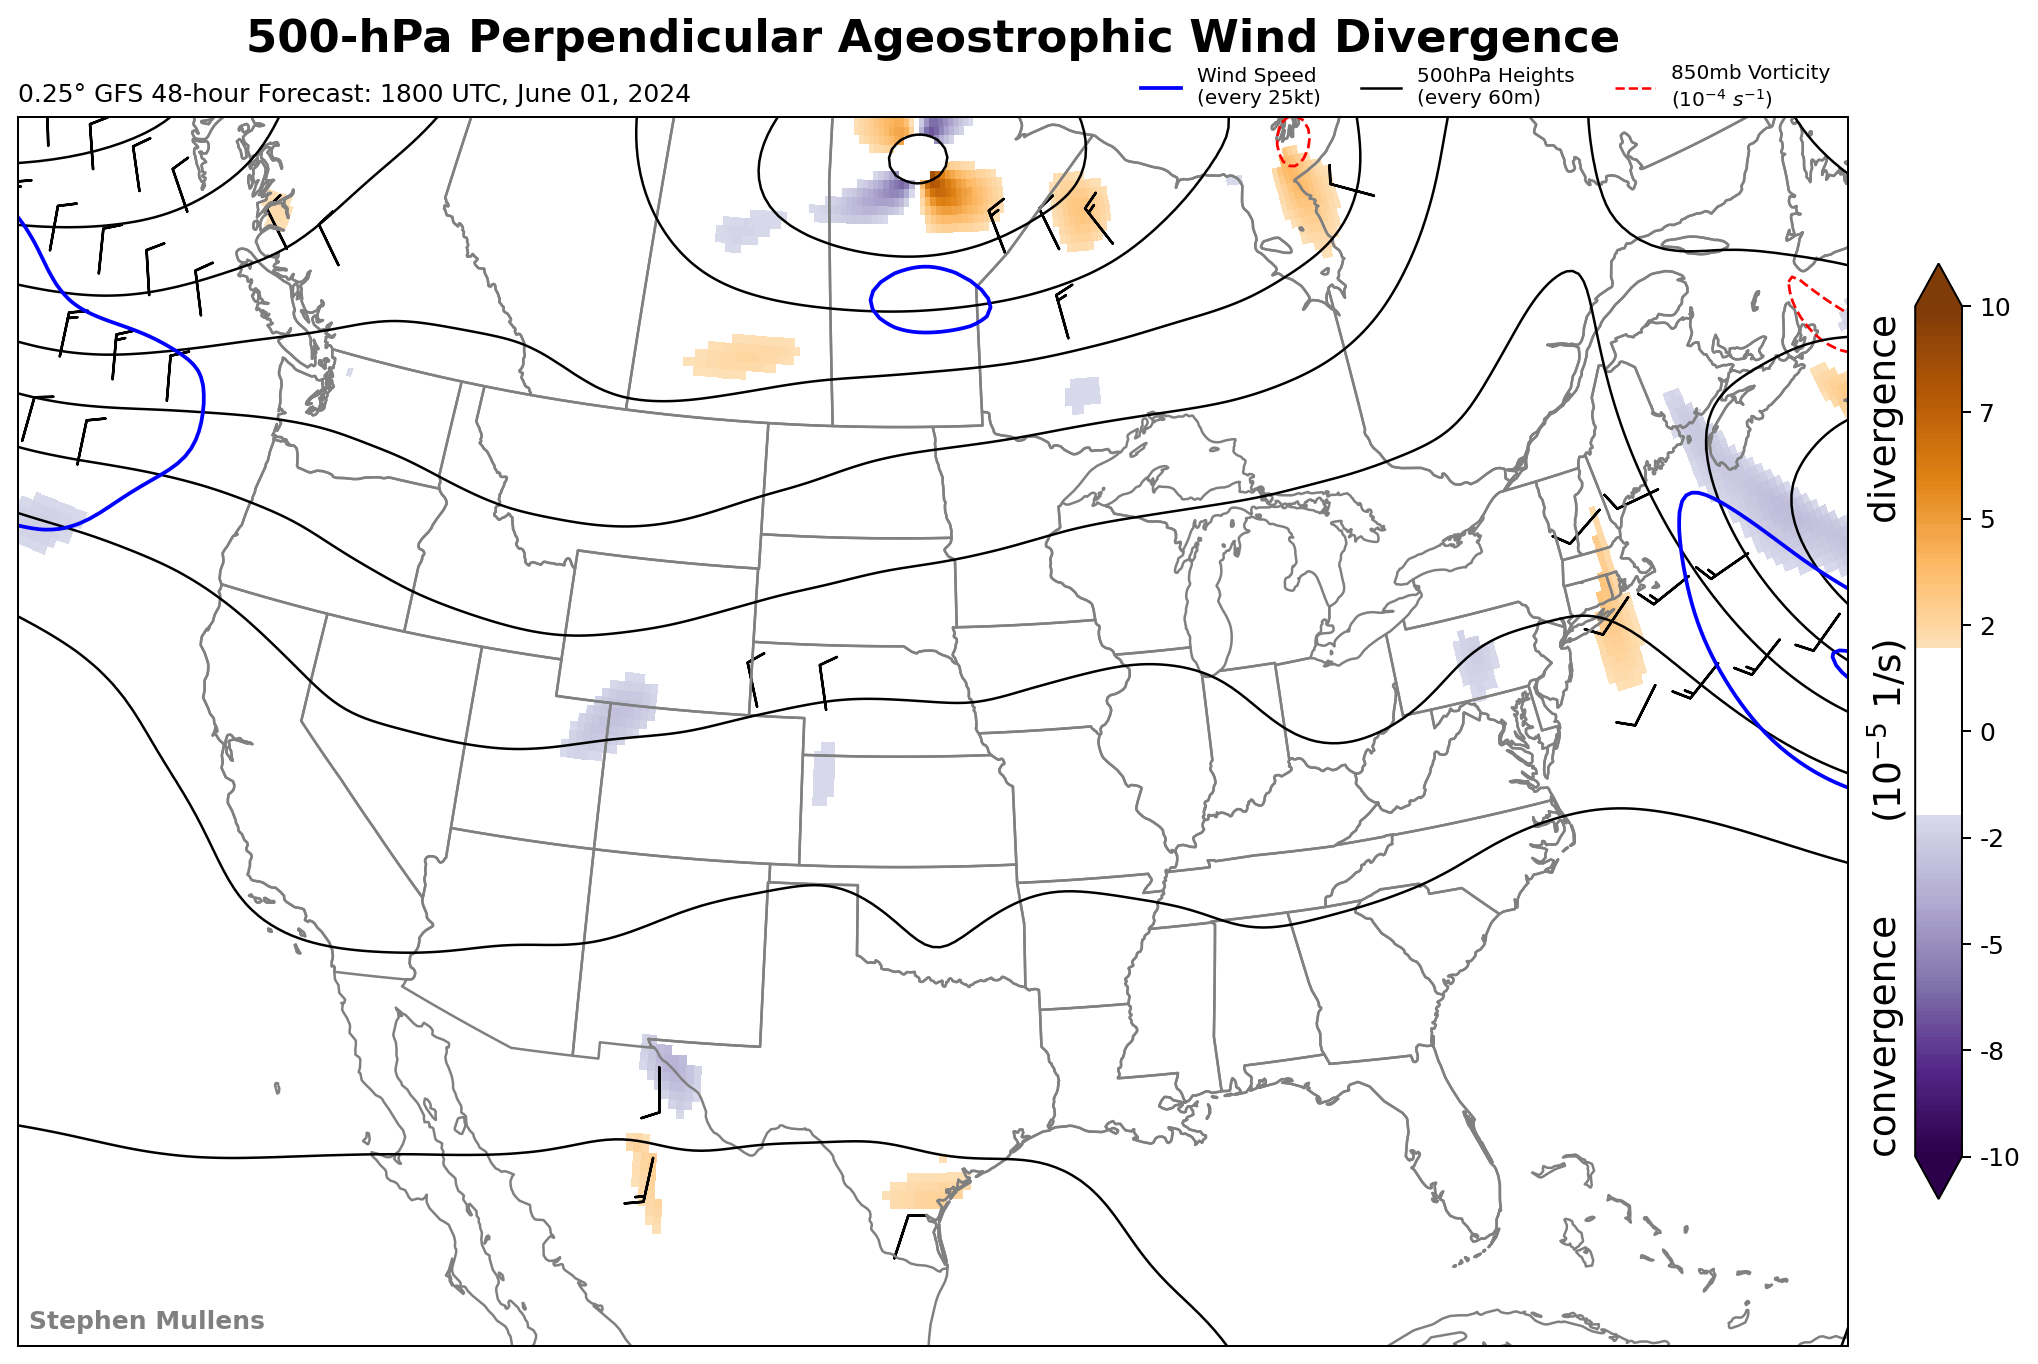 500-hPa Perpendicular Ageostrophic Wind Divergence
0.25° GFS 48-hour Forecast: 1800 UTC, June 01, 2024
Wind Speed
(every 25kt)
500hPa Heights
(every 60m)
850mb Vorticity
(10⁻⁴ s⁻¹)
10
7
5
2
0
-2
-5
-8
-10
convergence (10⁻⁵ 1/s) divergence
Stephen Mullens